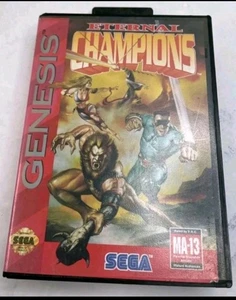 ETERNAL
CHAMPIONS
GENESIS
SEGA
SEGA
MA-13